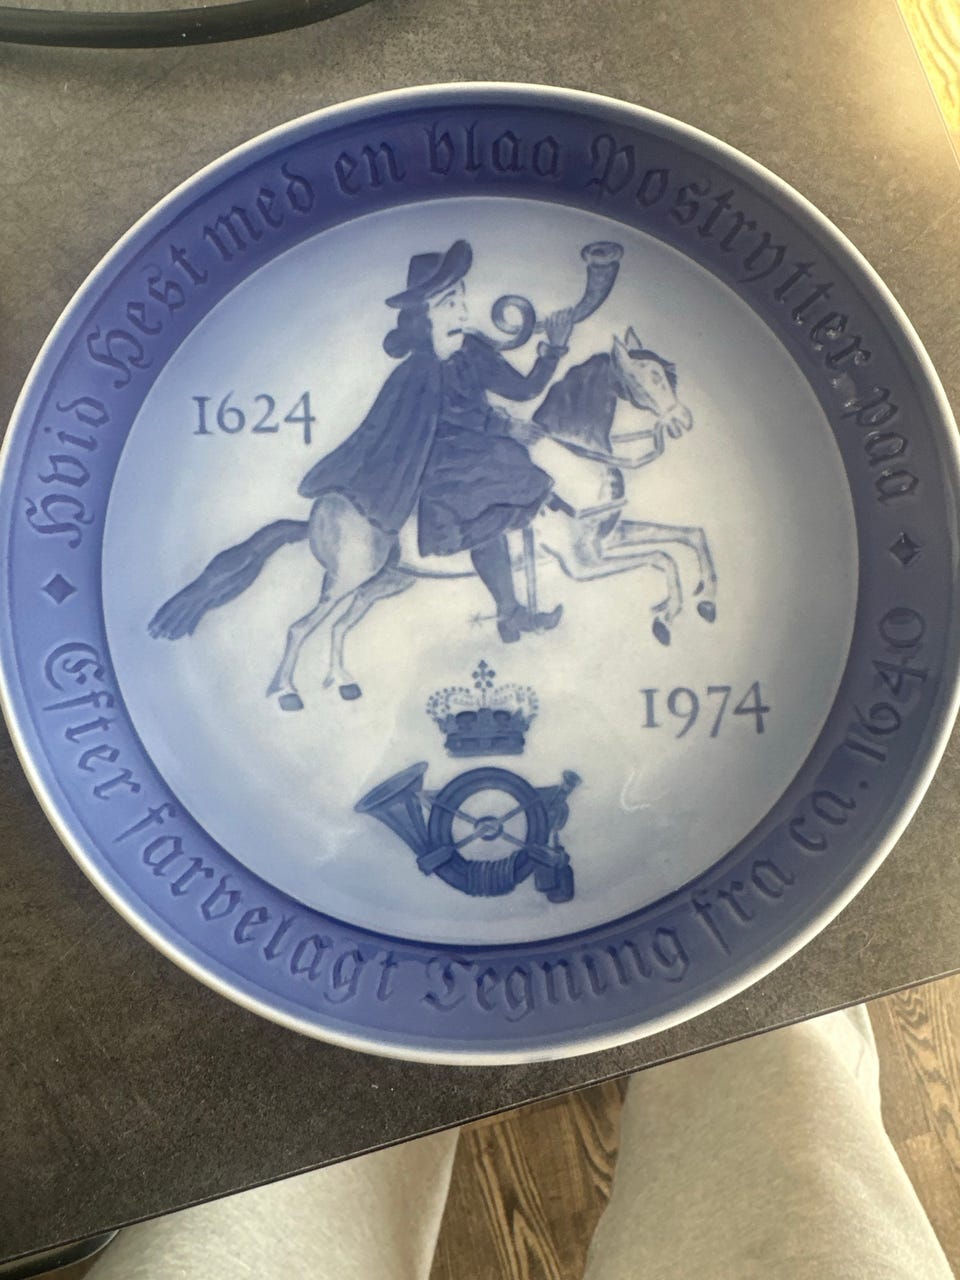 Hvid Hest med en blaa Postrytter paa
1624
1974
Efter farvelagt Tegning fra ca. 1640